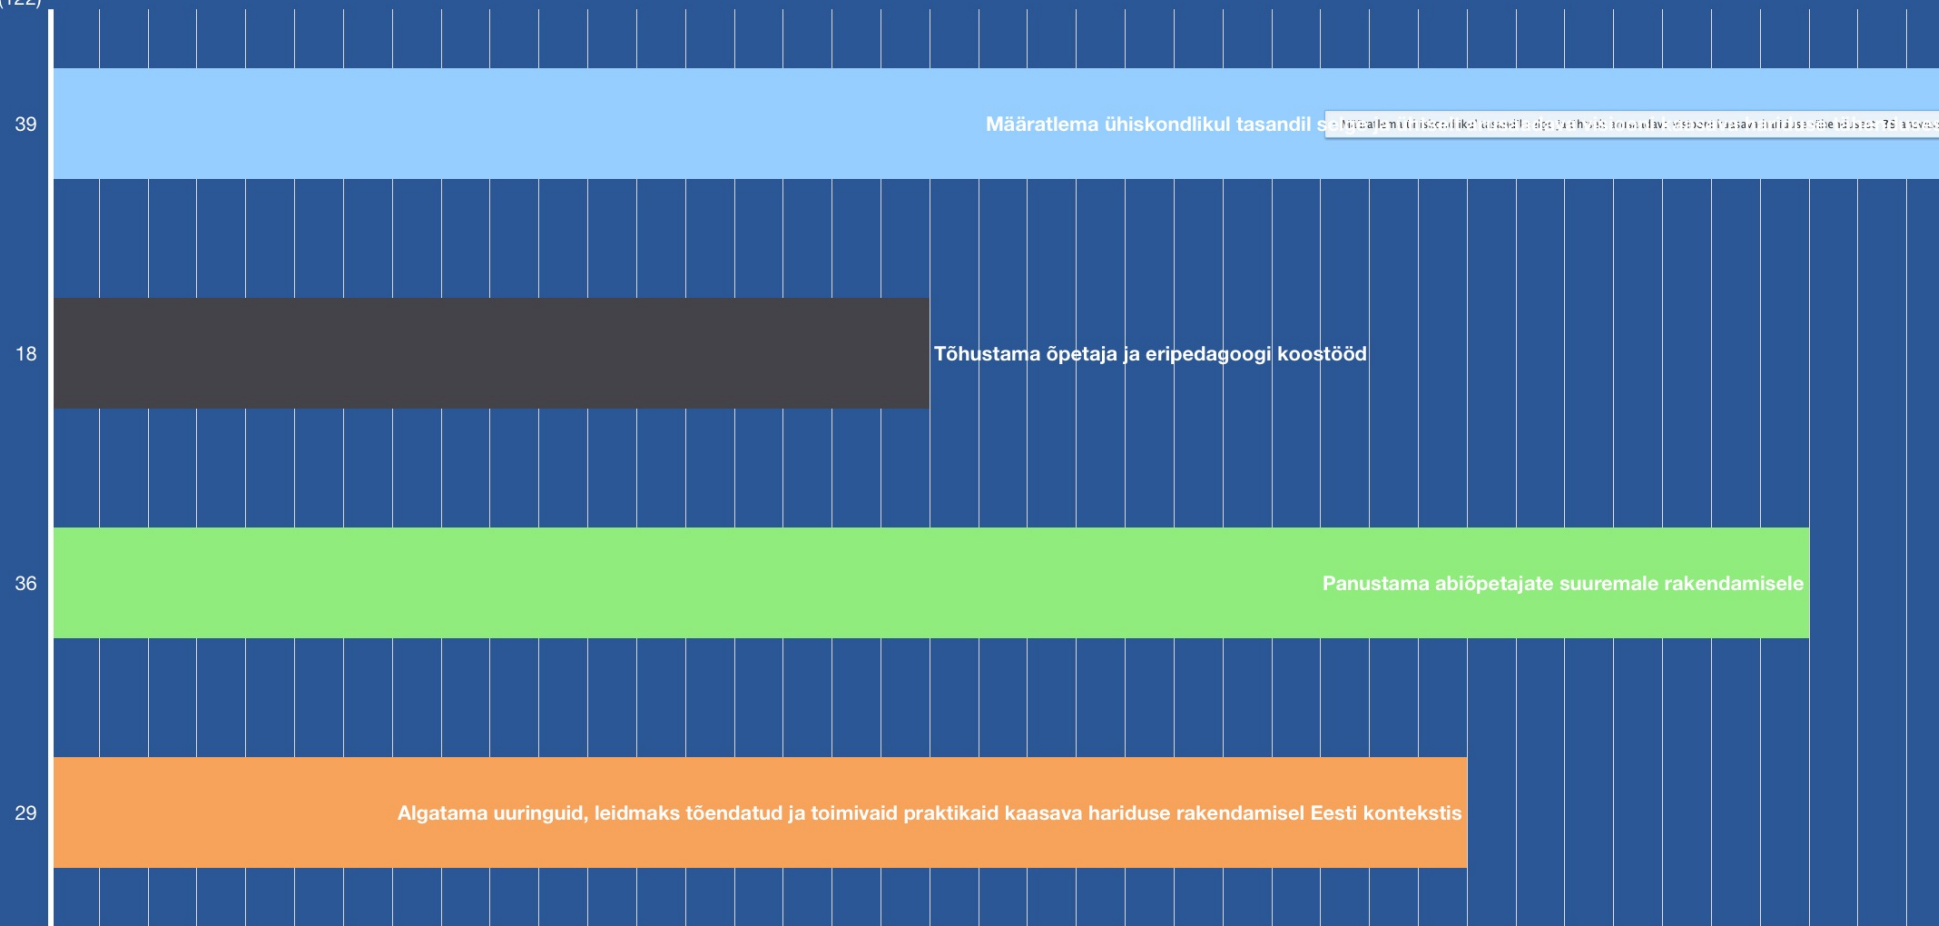 (122)
39
Määratlema ühiskondlikul tasandil
18
Tõhustama õpetaja ja eripedagoogi koostööd
36
Panustama abiõpetajate suuremale rakendamisele
29
Algatama uuringuid, leidmaks tõendatud ja toimivaid praktikaid kaasava hariduse rakendamisel Eesti kontekstis